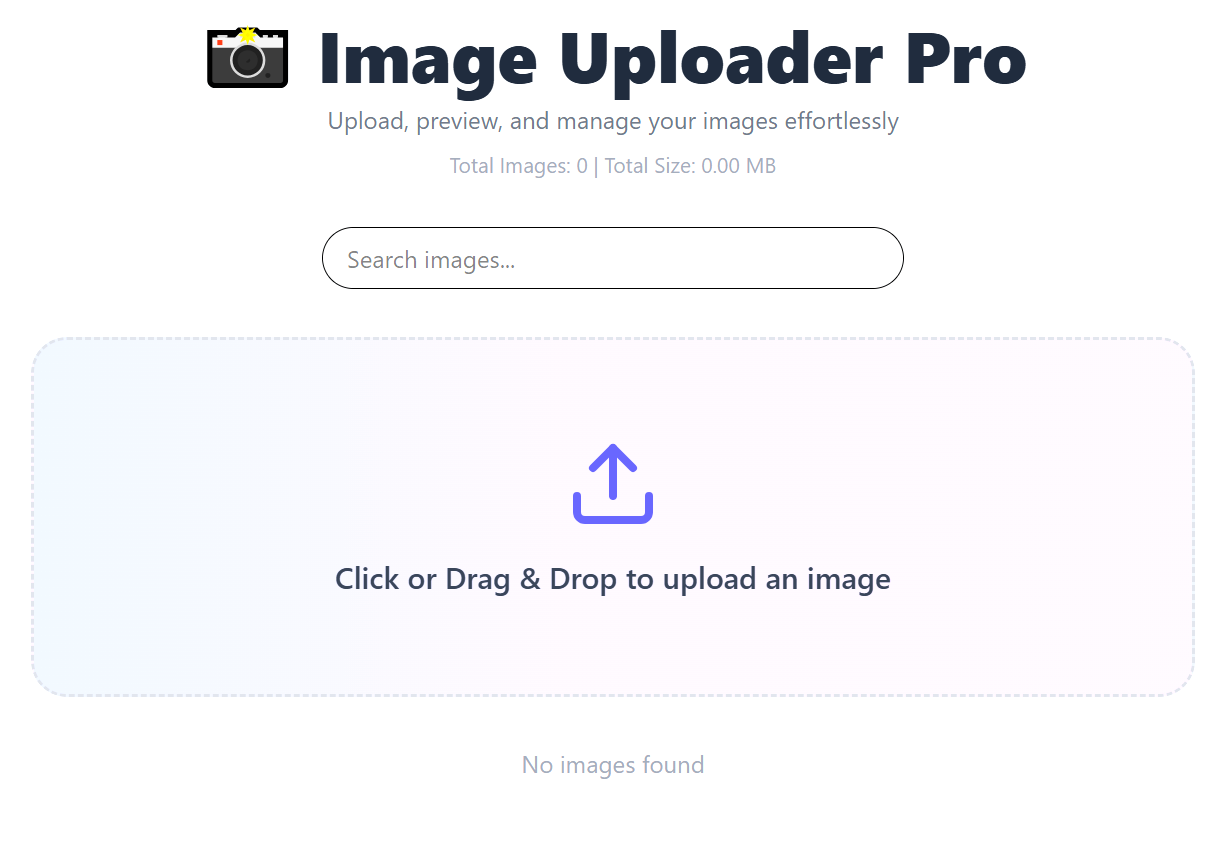 📸 Image Uploader Pro
Upload, preview, and manage your images effortlessly
Total Images: 0 | Total Size: 0.00 MB
Search images...
Click or Drag & Drop to upload an image
No images found